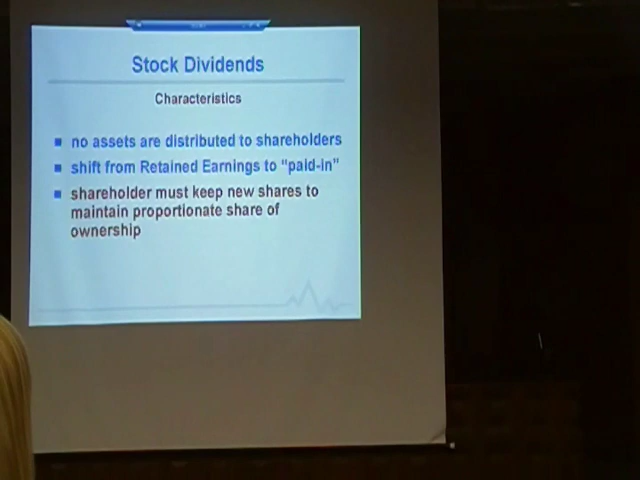 Stock Dividends
Characteristics
no assets are distributed to shareholders
shift from Retained Earnings to “paid-in”
shareholder must keep new shares to
maintain proportionate share of
ownership